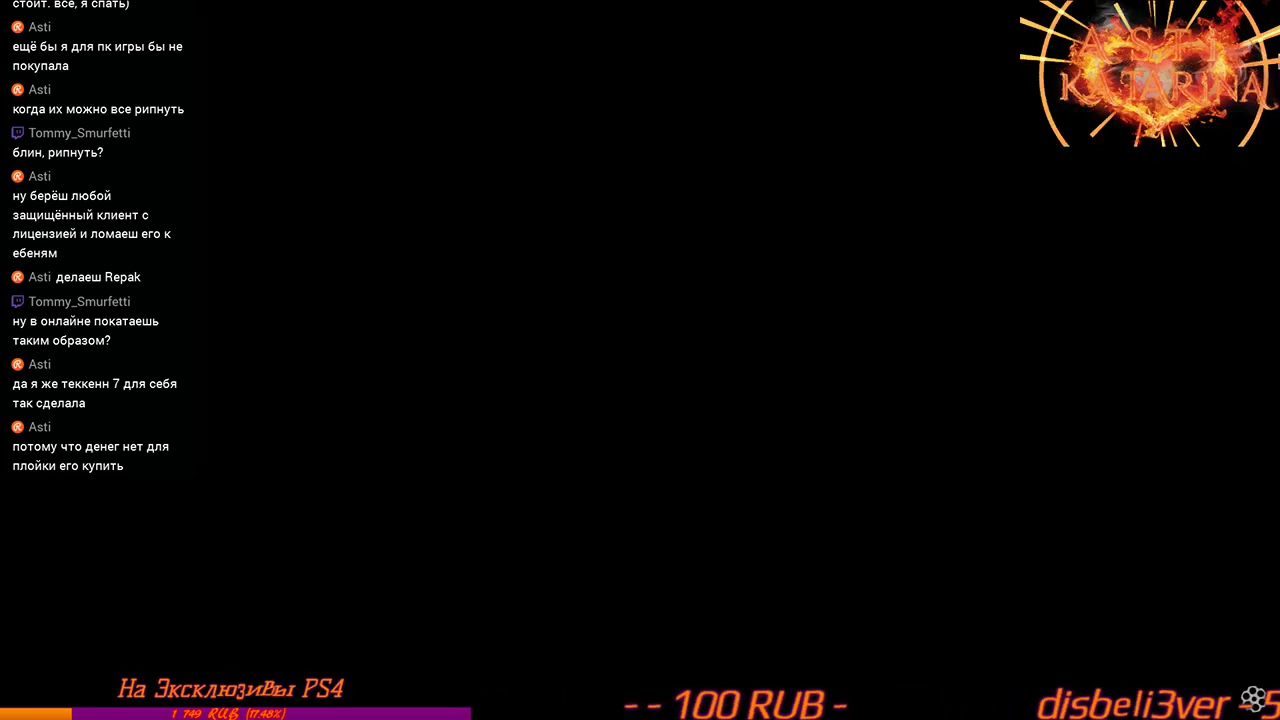 стоит. все, я спать)
Asti
ещё бы я для пк игры бы не
покупала
Asti
когда их можно все рипнуть
Tommy_Smurfetti
блин, рипнуть?
Asti
ну берёш любой
защищённый клиент с
лицензией и ломаеш его к
ебеням
Asti делаеш Repak
Tommy_Smurfetti
ну в онлайне покатаешь
таким образом?
Asti
да я же теккенн 7 для себя
так сделала
Asti
потому что денег нет для
плойки его купить
ASTI
KATARINA
На Эксклюзивы PS4
1 749 RUB (17.48%)
- - 100 RUB -
disbeli3ver - 5